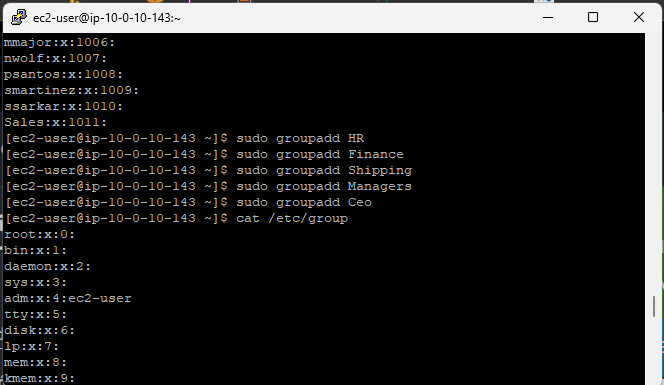 ec2-user@ip-10-0-10-143:~
mmajor:x:1006:
nwolf:x:1007:
psantos:x:1008:
smartinez:x:1009:
ssarkar:x:1010:
Sales:x:1011:
[ec2-user@ip-10-0-10-143 ~]$ sudo groupadd HR
[ec2-user@ip-10-0-10-143 ~]$ sudo groupadd Finance
[ec2-user@ip-10-0-10-143 ~]$ sudo groupadd Shipping
[ec2-user@ip-10-0-10-143 ~]$ sudo groupadd Managers
[ec2-user@ip-10-0-10-143 ~]$ sudo groupadd Ceo
[ec2-user@ip-10-0-10-143 ~]$ cat /etc/group
root:x:0:
bin:x:1:
daemon:x:2:
sys:x:3:
adm:x:4:ec2-user
tty:x:5:
disk:x:6:
lp:x:7:
mem:x:8:
kmem:x:9: